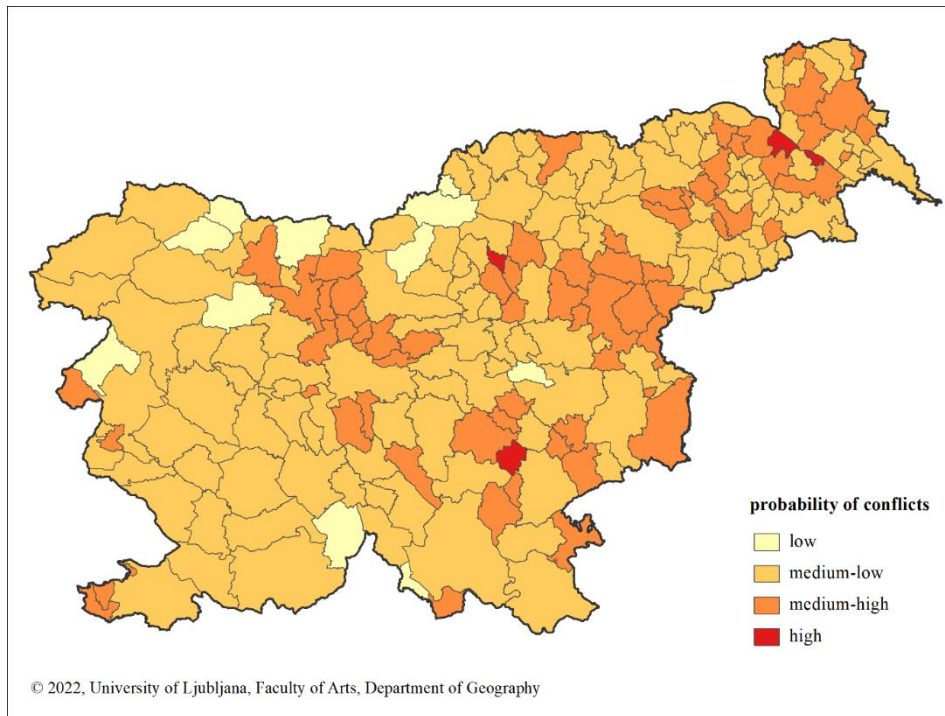 probability of conflicts
low
medium-low
medium-high
high
© 2022, University of Ljubljana, Faculty of Arts, Department of Geography